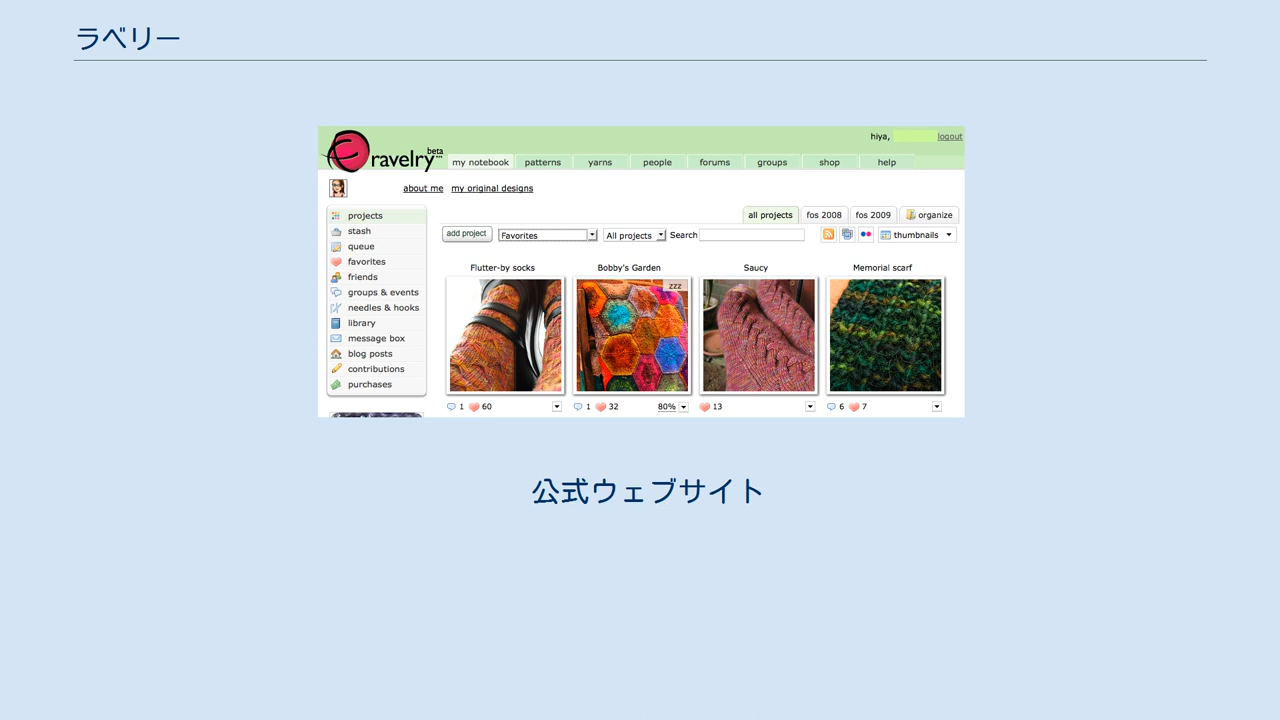 ラベリー
hiya, logout
ravelry beta
my notebook patterns yarns people forums groups shop help
about me my original designs
projects
stash
queue
favorites
friends
groups & events
needles & hooks
library
message box
blog posts
contributions
purchases
all projects fos 2008 fos 2009 organize
add project Favorites All projects Search thumbnails
Flutter-by socks Bobby's Garden Saucy Memorial scarf
zzz
1 60 1 32 80% 13 6 7
公式ウェブサイト